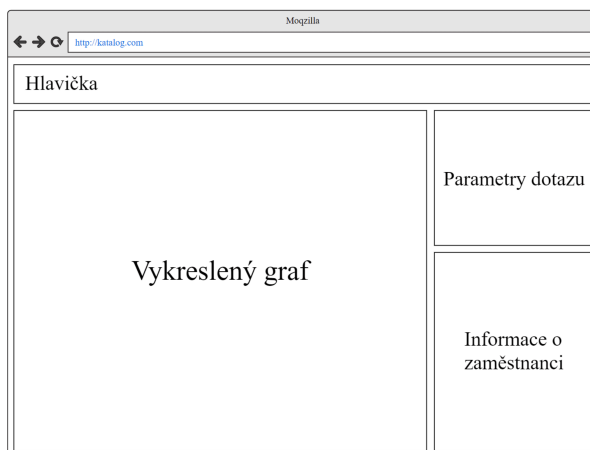 Moqzilla
http://katalog.com
Hlavička
Vykreslený graf
Parametry dotazu
Informace o
zaměstnanci